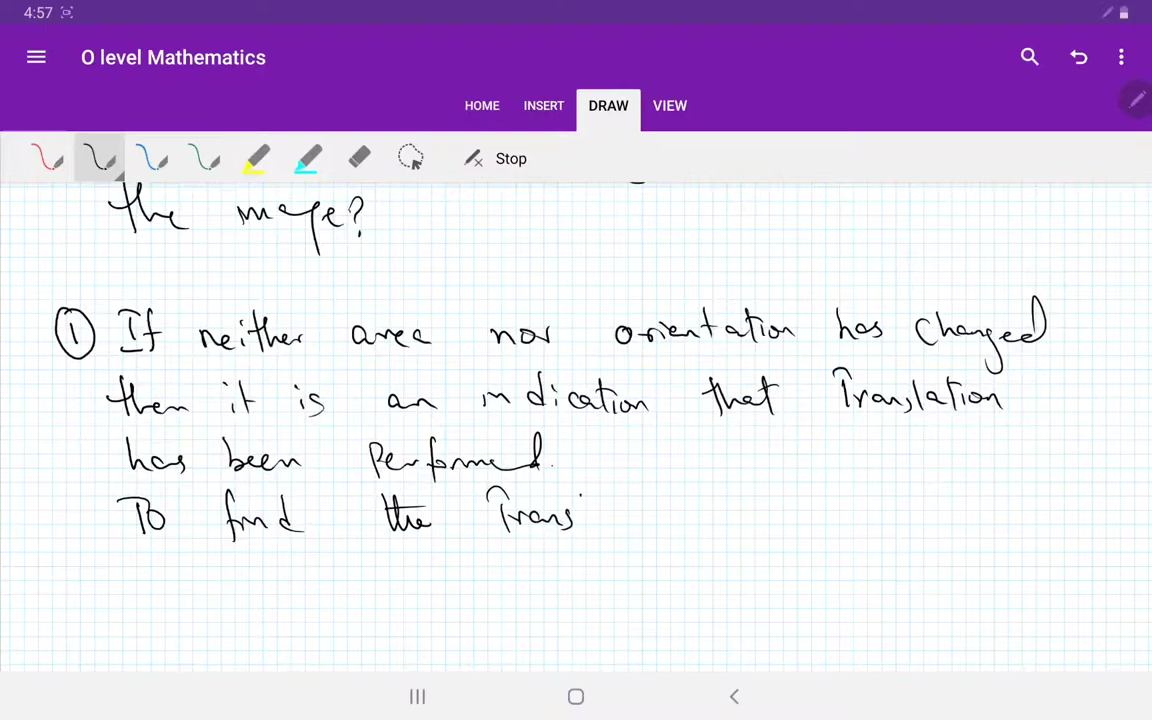 4:57
O level Mathematics
HOME INSERT DRAW VIEW
Stop
the image?
① If neither area nor orientation has changed
then it is an indication that Translation
has been performed.
To find the Trans